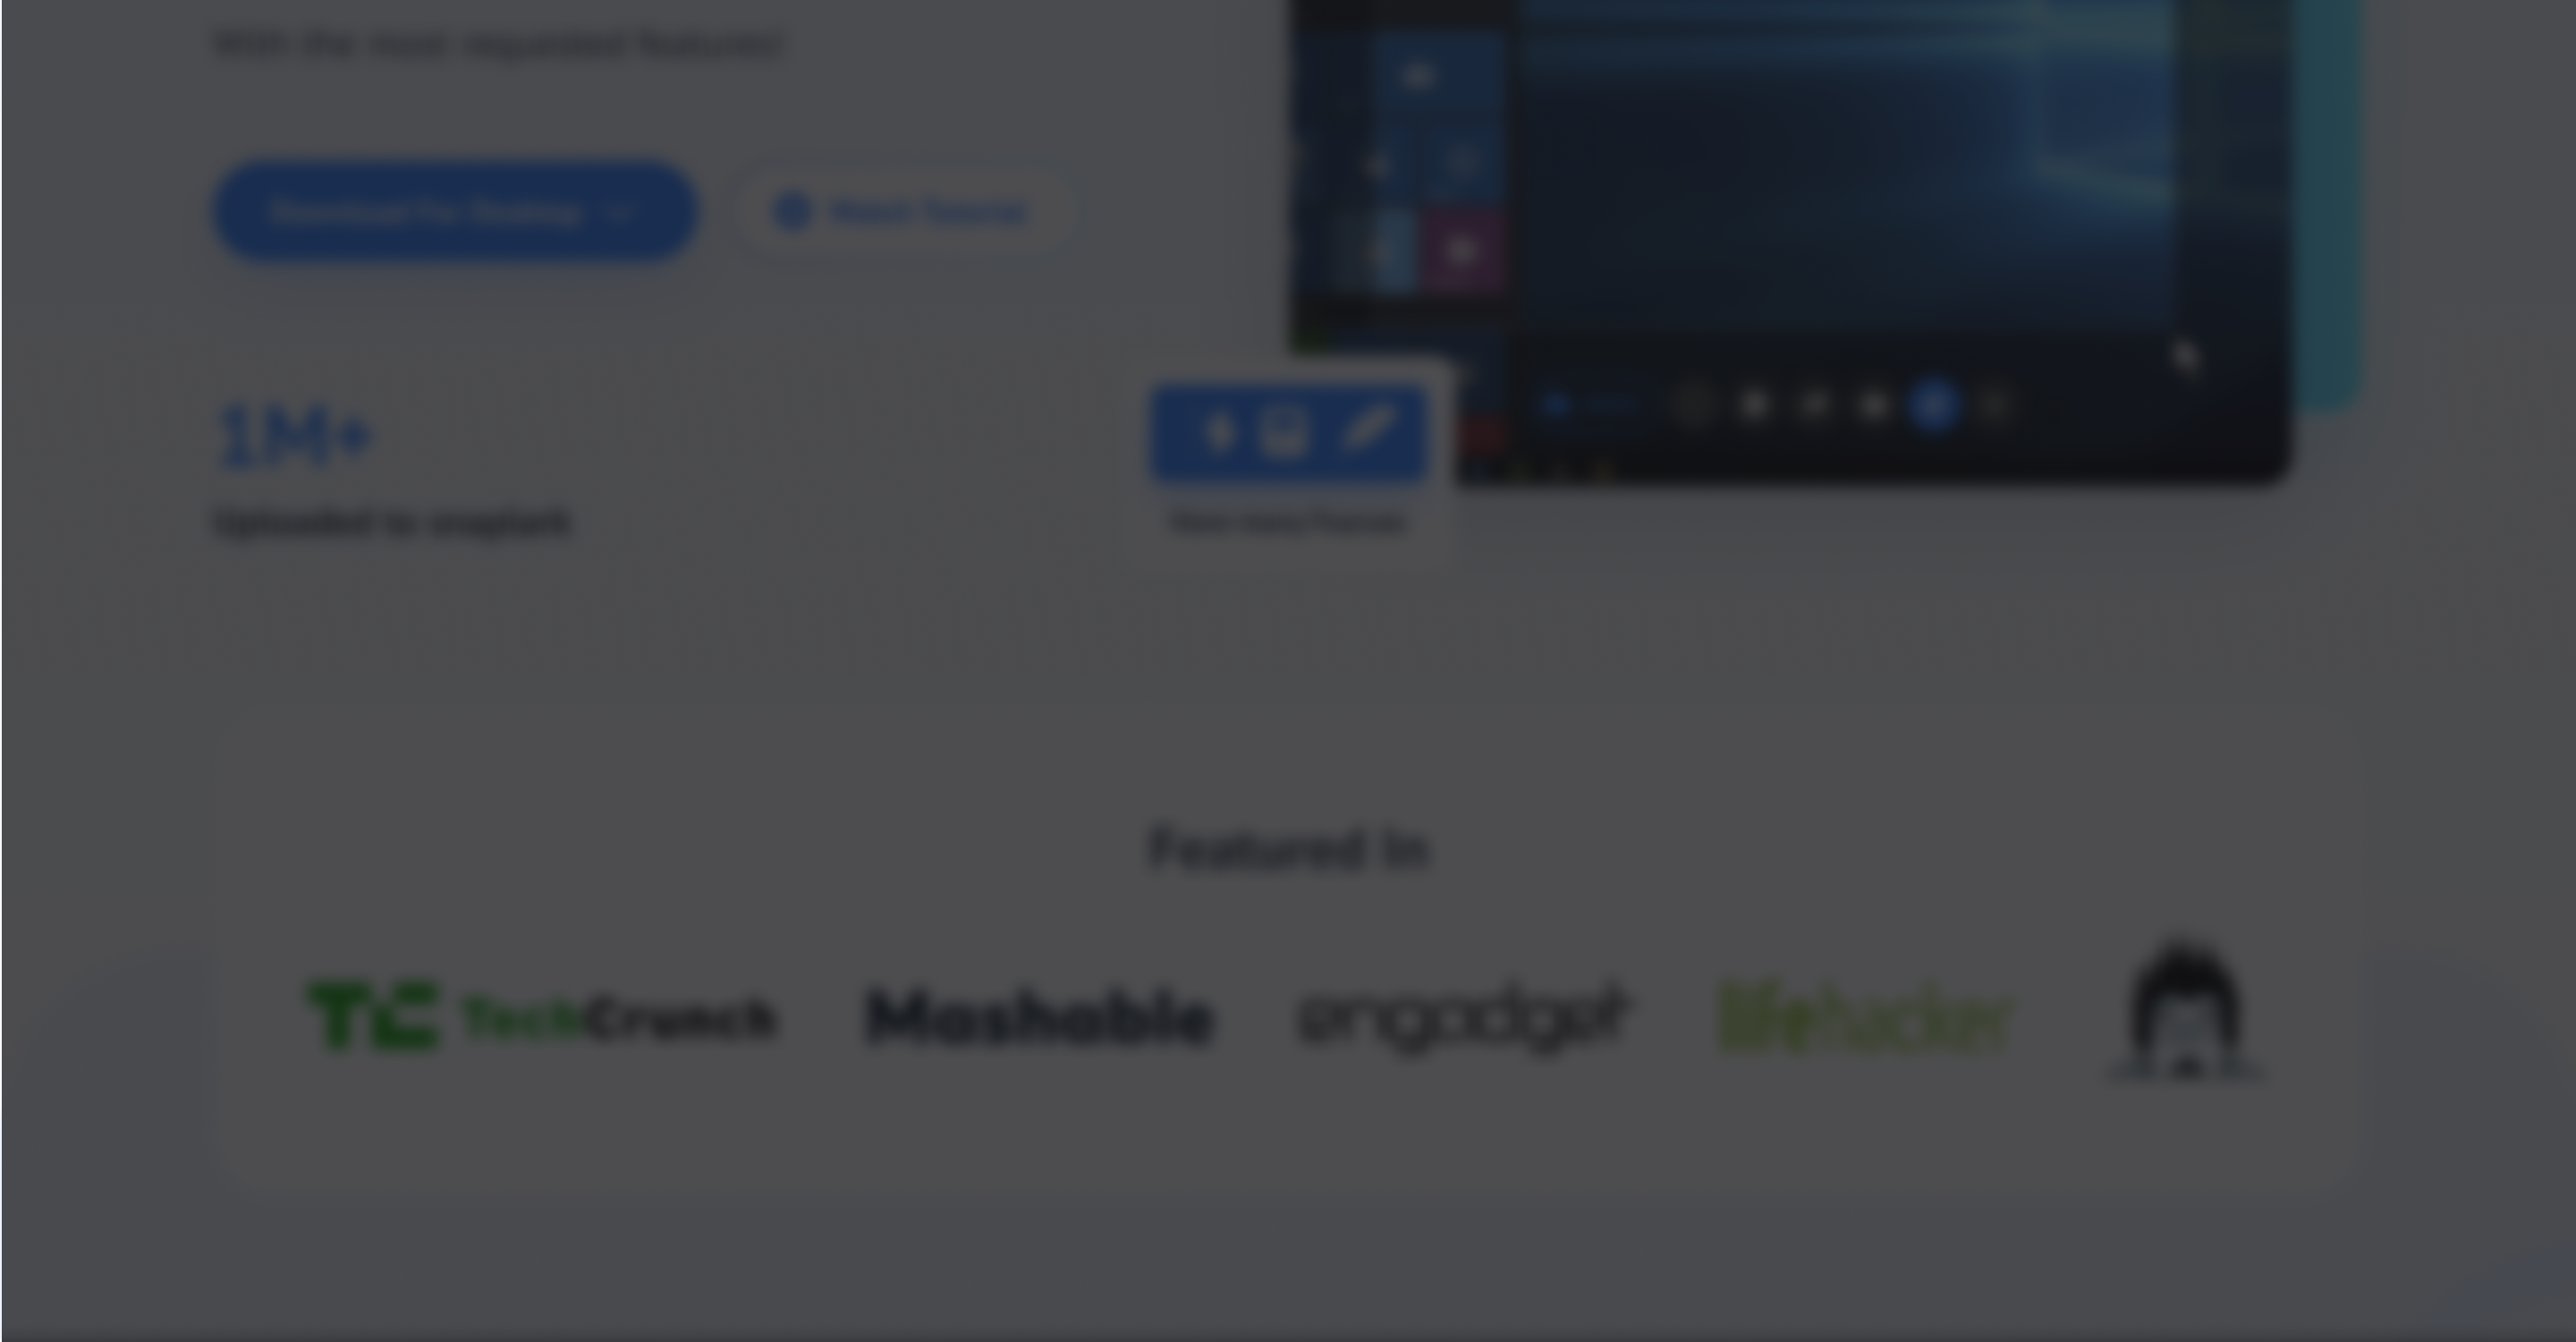 With the most requested features!
Download For Desktop
Watch Tutorial
1M+
Uploaded to snaplark
Featured In
TC TechCrunch
Mashable
engadget
lifehacker